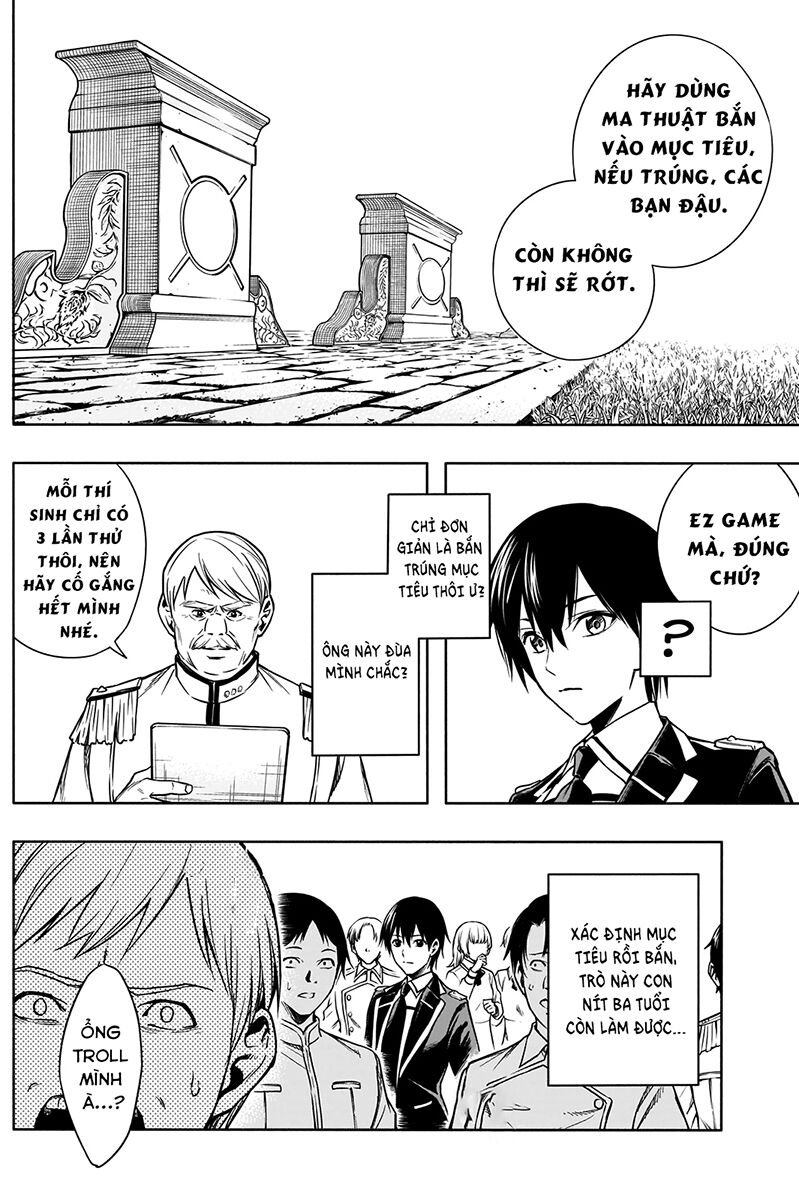 HÃY DÙNG
MA THUẬT BẮN
VÀO MỤC TIÊU,
NẾU TRÚNG, CÁC
BẠN ĐẬU.
CÒN KHÔNG
THÌ SẼ RỚT.
EZ GAME
MÀ, ĐÚNG
CHỨ?
?
CHỈ ĐƠN
GIẢN LÀ BẮN
TRÚNG MỤC
TIÊU THÔI Ư?
ÔNG NÀY ĐÙA
MÌNH CHẮC?
MỖI THÍ
SINH CHỈ CÓ
3 LẦN THỬ
THÔI, NÊN
HÃY CỐ GẮNG
HẾT MÌNH
NHÉ.
XÁC ĐỊNH MỤC
TIÊU RỒI BẮN,
TRÒ NÀY CON
NÍT BA TUỔI
CÒN LÀM ĐƯỢC...
ỔNG
TROLL
MÌNH
À...?